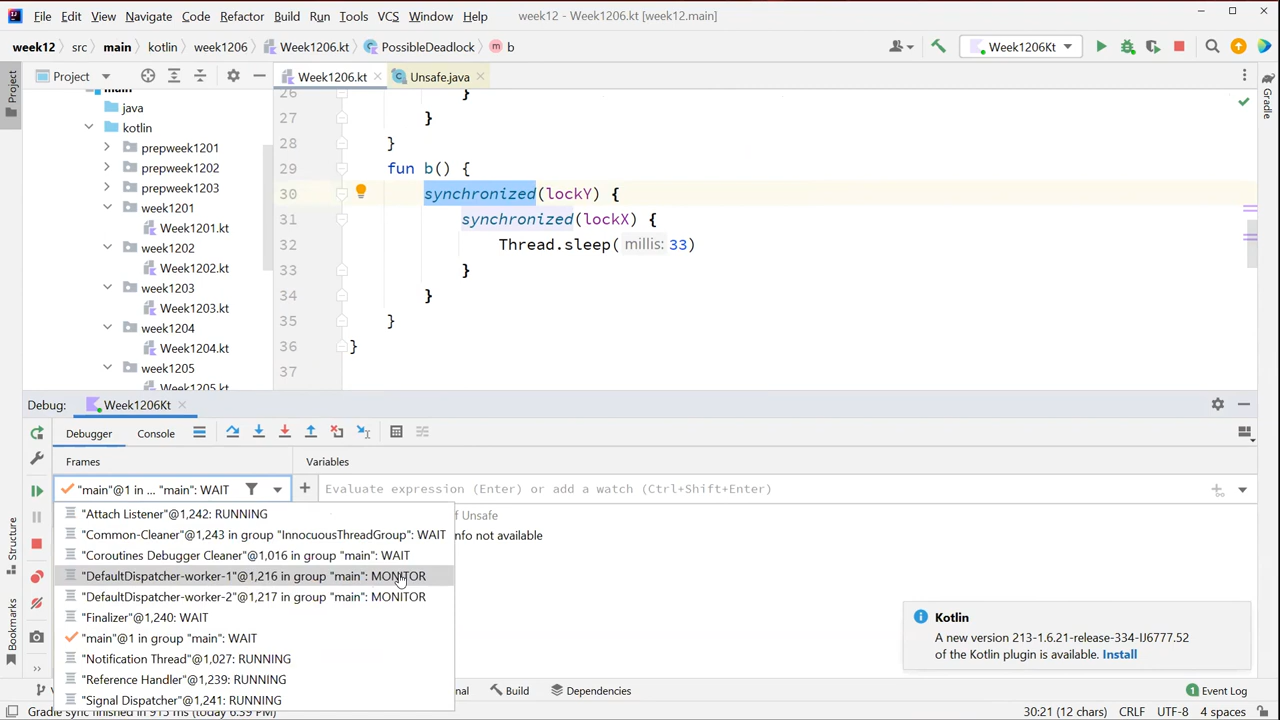 File Edit View Navigate Code Refactor Build Run Tools VCS Window Help week12 - Week1206.kt [week12.main]
week12 src main kotlin week1206 Week1206.kt PossibleDeadlock b Week1206Kt
Project Week1206.kt Unsafe.java
Project
Gradle
main
java
kotlin
prepweek1201
prepweek1202
prepweek1203
week1201
Week1201.kt
week1202
Week1202.kt
week1203
Week1203.kt
week1204
Week1204.kt
week1205
Week1205.kt
26 }
27 }
28 }
29 fun b() {
30 synchronized(lockY) {
31 synchronized(lockX) {
32 Thread.sleep( millis: 33)
33 }
34 }
35 }
36 }
37
Debug: Week1206Kt
Debugger Console
Frames Variables
"main"@1 in ... "main": WAIT Evaluate expression (Enter) or add a watch (Ctrl+Shift+Enter)
"Attach Listener"@1,242: RUNNING
of Unsafe
"Common-Cleaner"@1,243 in group "InnocuousThreadGroup": WAIT
info not available
"Coroutines Debugger Cleaner"@1,016 in group "main": WAIT
"DefaultDispatcher-worker-1"@1,216 in group "main": MONITOR
"DefaultDispatcher-worker-2"@1,217 in group "main": MONITOR
"Finalizer"@1,240: WAIT
"main"@1 in group "main": WAIT
"Notification Thread"@1,027: RUNNING
"Reference Handler"@1,239: RUNNING
"Signal Dispatcher"@1,241: RUNNING
Structure
Bookmarks
Kotlin
A new version 213-1.6.21-release-334-IJ6777.52
of the Kotlin plugin is available. Install
Build Dependencies Event Log
Gradle sync finished in 915 ms (today 6:39 PM) 30:21 (12 chars) CRLF UTF-8 4 spaces